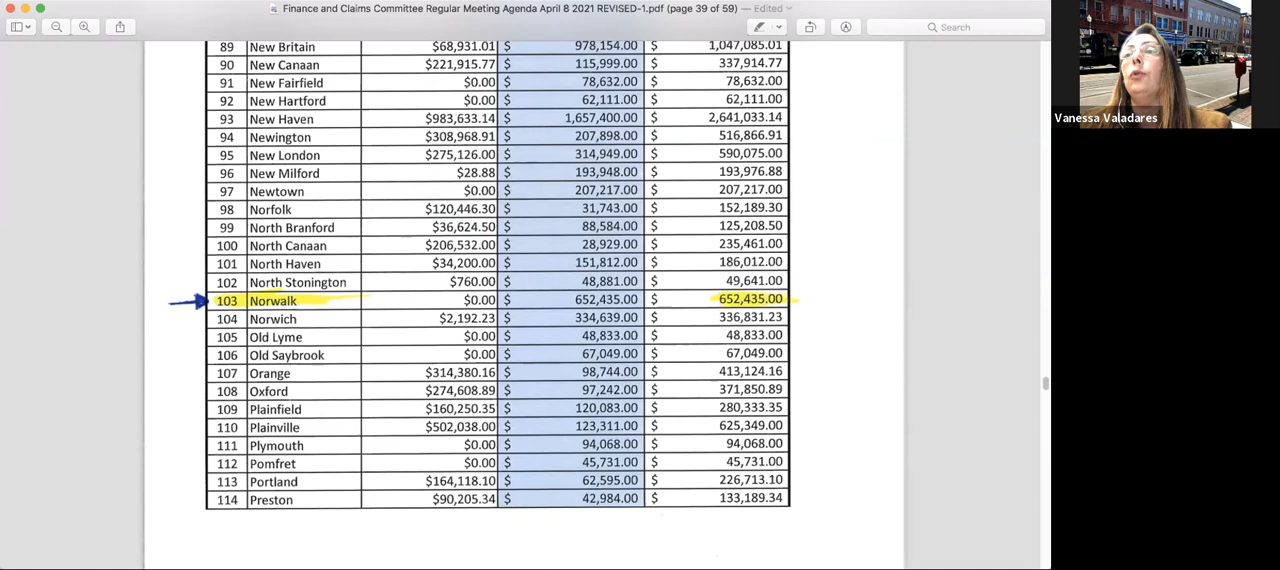 Finance and Claims Committee Regular Meeting Agenda April 8 2021 REVISED-1.pdf (page 39 of 59) — Edited
Search
Vanessa Valadares
89 New Britain $68,931.01 $ 978,154.00 $ 1,047,085.01
90 New Canaan $221,915.77 $ 115,999.00 $ 337,914.77
91 New Fairfield $0.00 $ 78,632.00 $ 78,632.00
92 New Hartford $0.00 $ 62,111.00 $ 62,111.00
93 New Haven $983,633.14 $ 1,657,400.00 $ 2,641,033.14
94 Newington $308,968.91 $ 207,898.00 $ 516,866.91
95 New London $275,126.00 $ 314,949.00 $ 590,075.00
96 New Milford $28.88 $ 193,948.00 $ 193,976.88
97 Newtown $0.00 $ 207,217.00 $ 207,217.00
98 Norfolk $120,446.30 $ 31,743.00 $ 152,189.30
99 North Branford $36,624.50 $ 88,584.00 $ 125,208.50
100 North Canaan $206,532.00 $ 28,929.00 $ 235,461.00
101 North Haven $34,200.00 $ 151,812.00 $ 186,012.00
102 North Stonington $760.00 $ 48,881.00 $ 49,641.00
103 Norwalk $0.00 $ 652,435.00 $ 652,435.00
104 Norwich $2,192.23 $ 334,639.00 $ 336,831.23
105 Old Lyme $0.00 $ 48,833.00 $ 48,833.00
106 Old Saybrook $0.00 $ 67,049.00 $ 67,049.00
107 Orange $314,380.16 $ 98,744.00 $ 413,124.16
108 Oxford $274,608.89 $ 97,242.00 $ 371,850.89
109 Plainfield $160,250.35 $ 120,083.00 $ 280,333.35
110 Plainville $502,038.00 $ 123,311.00 $ 625,349.00
111 Plymouth $0.00 $ 94,068.00 $ 94,068.00
112 Pomfret $0.00 $ 45,731.00 $ 45,731.00
113 Portland $164,118.10 $ 62,595.00 $ 226,713.10
114 Preston $90,205.34 $ 42,984.00 $ 133,189.34